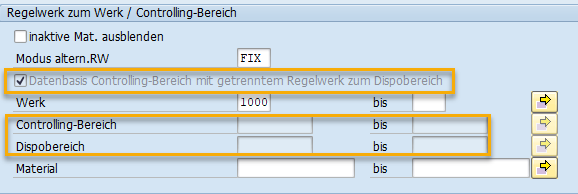 Regelwerk zum Werk / Controlling-Bereich
inaktive Mat. ausblenden
Modus altern.RW FIX
Datenbasis Controlling-Bereich mit getrenntem Regelwerk zum Dispobereich
Werk 1000 bis
Controlling-Bereich bis
Dispobereich bis
Material bis